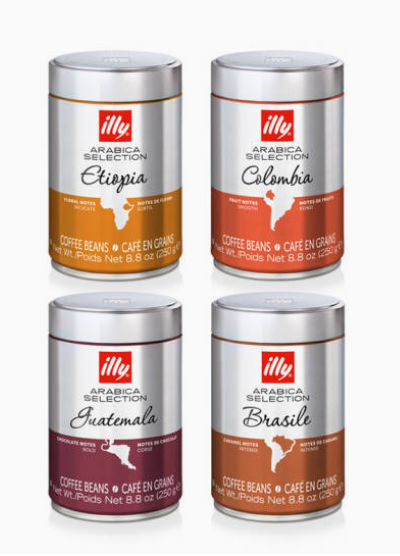 illy
ARABICA
SELECTION
Etiopia
FLORAL NOTES
DELICATE
NOTES DE FLEURS
SUBTIL
COFFEE BEANS CAFÉ EN GRAINS
Net Wt./Poids Net 8.8 oz (250 g)
illy
ARABICA
SELECTION
Colombia
FRUIT NOTES
SMOOTH
NOTES DE FRUITS
ROND
COFFEE BEANS CAFÉ EN GRAINS
Net Wt./Poids Net 8.8 oz (250 g)
illy
ARABICA
SELECTION
Guatemala
CHOCOLATE NOTES
BOLD
NOTES DE CHOCOLAT
CORSÉ
COFFEE BEANS CAFÉ EN GRAINS
Net Wt./Poids Net 8.8 oz (250 g)
illy
ARABICA
SELECTION
Brasile
CARAMEL NOTES
INTENSE
NOTES DE CARAMEL
INTENSE
COFFEE BEANS CAFÉ EN GRAINS
Net Wt./Poids Net 8.8 oz (250 g)